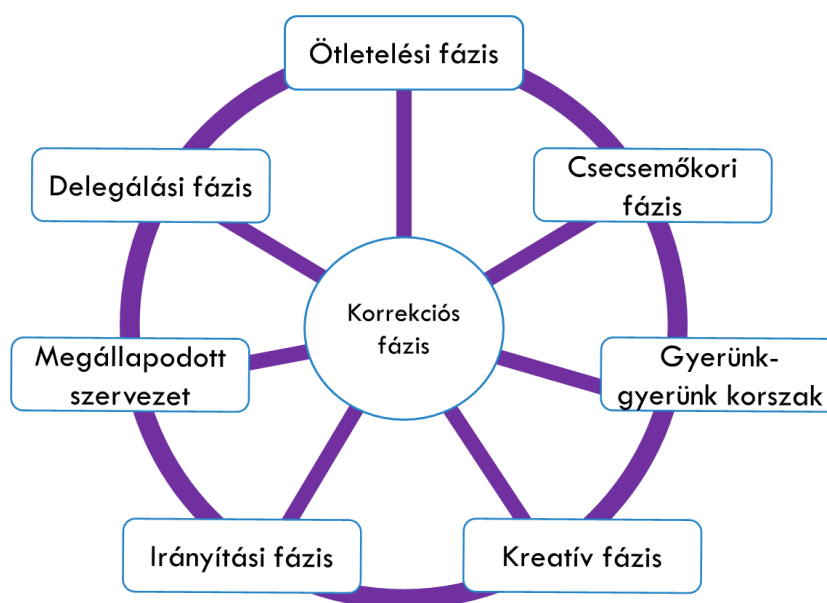 Ötletelési fázis
Csecsemőkori
fázis
Gyerünk-
gyerünk korszak
Kreatív fázis
Irányítási fázis
Megállapodott
szervezet
Delegálási fázis
Korrekciós
fázis